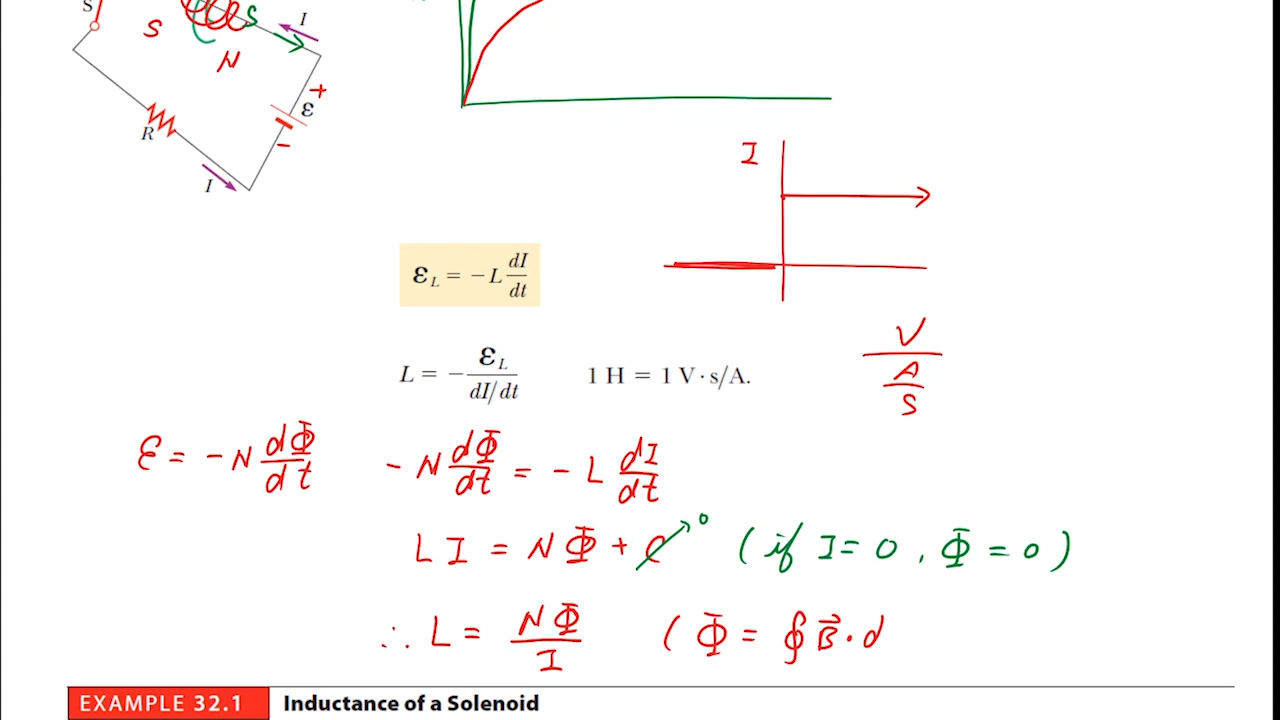 S
S
S
I
N
+
ε
R
-
I
I
ε_L = -L dI/dt
V/(A/S)
L = - ε_L/(dI/dt)   1 H = 1 V·s/A.
ε = -N dΦ/dt   -N dΦ/dt = -L dI/dt
L I = NΦ + C → 0 (if I = 0, Φ = 0)
∴ L = NΦ/I (Φ = ∮ B⃗ · d
EXAMPLE 32.1 Inductance of a Solenoid